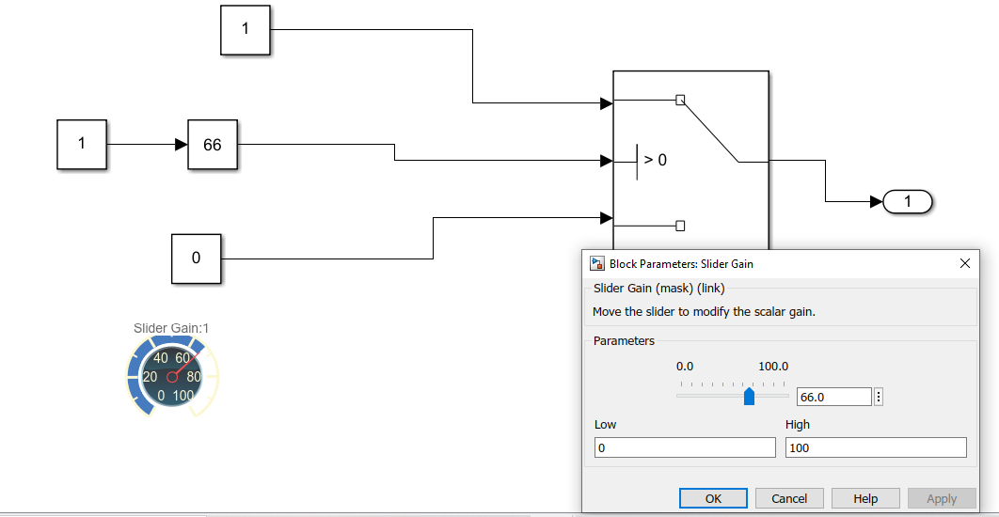 1
1
66
> 0
1
0
Slider Gain:1
40 60
20 80
0 100
Block Parameters: Slider Gain
Slider Gain (mask) (link)
Move the slider to modify the scalar gain.
Parameters
0.0 100.0
66.0
Low High
0 100
OK Cancel Help Apply